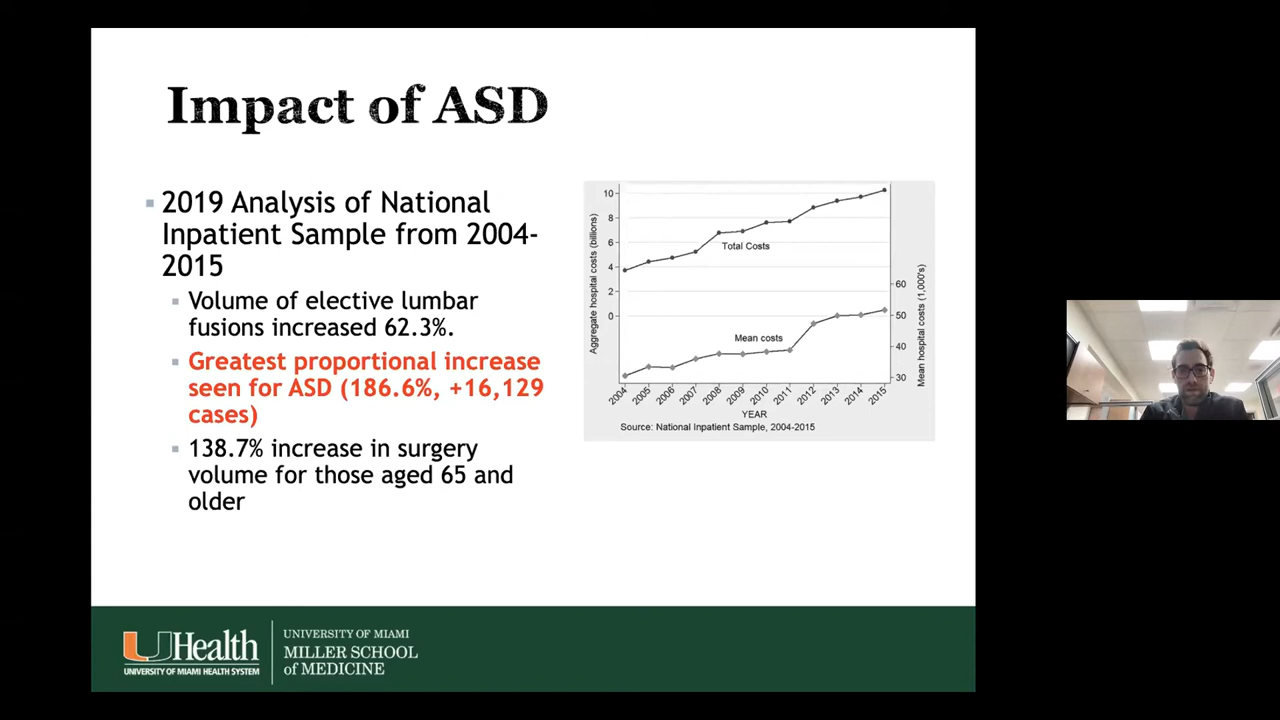 Impact of ASD
2019 Analysis of National
Inpatient Sample from 2004-
2015
Volume of elective lumbar
fusions increased 62.3%.
Greatest proportional increase
seen for ASD (186.6%, +16,129
cases)
138.7% increase in surgery
volume for those aged 65 and
older
Aggregate hospital costs (billions)
10
8
6
4
2
0
Total Costs
Mean costs
60
50
40
30
Mean hospital costs (1,000's)
2004 2005 2006 2007 2008 2009 2010 2011 2012 2013 2014 2015
YEAR
Source: National Inpatient Sample, 2004-2015
UHealth
UNIVERSITY OF MIAMI HEALTH SYSTEM
UNIVERSITY OF MIAMI
MILLER SCHOOL
of MEDICINE